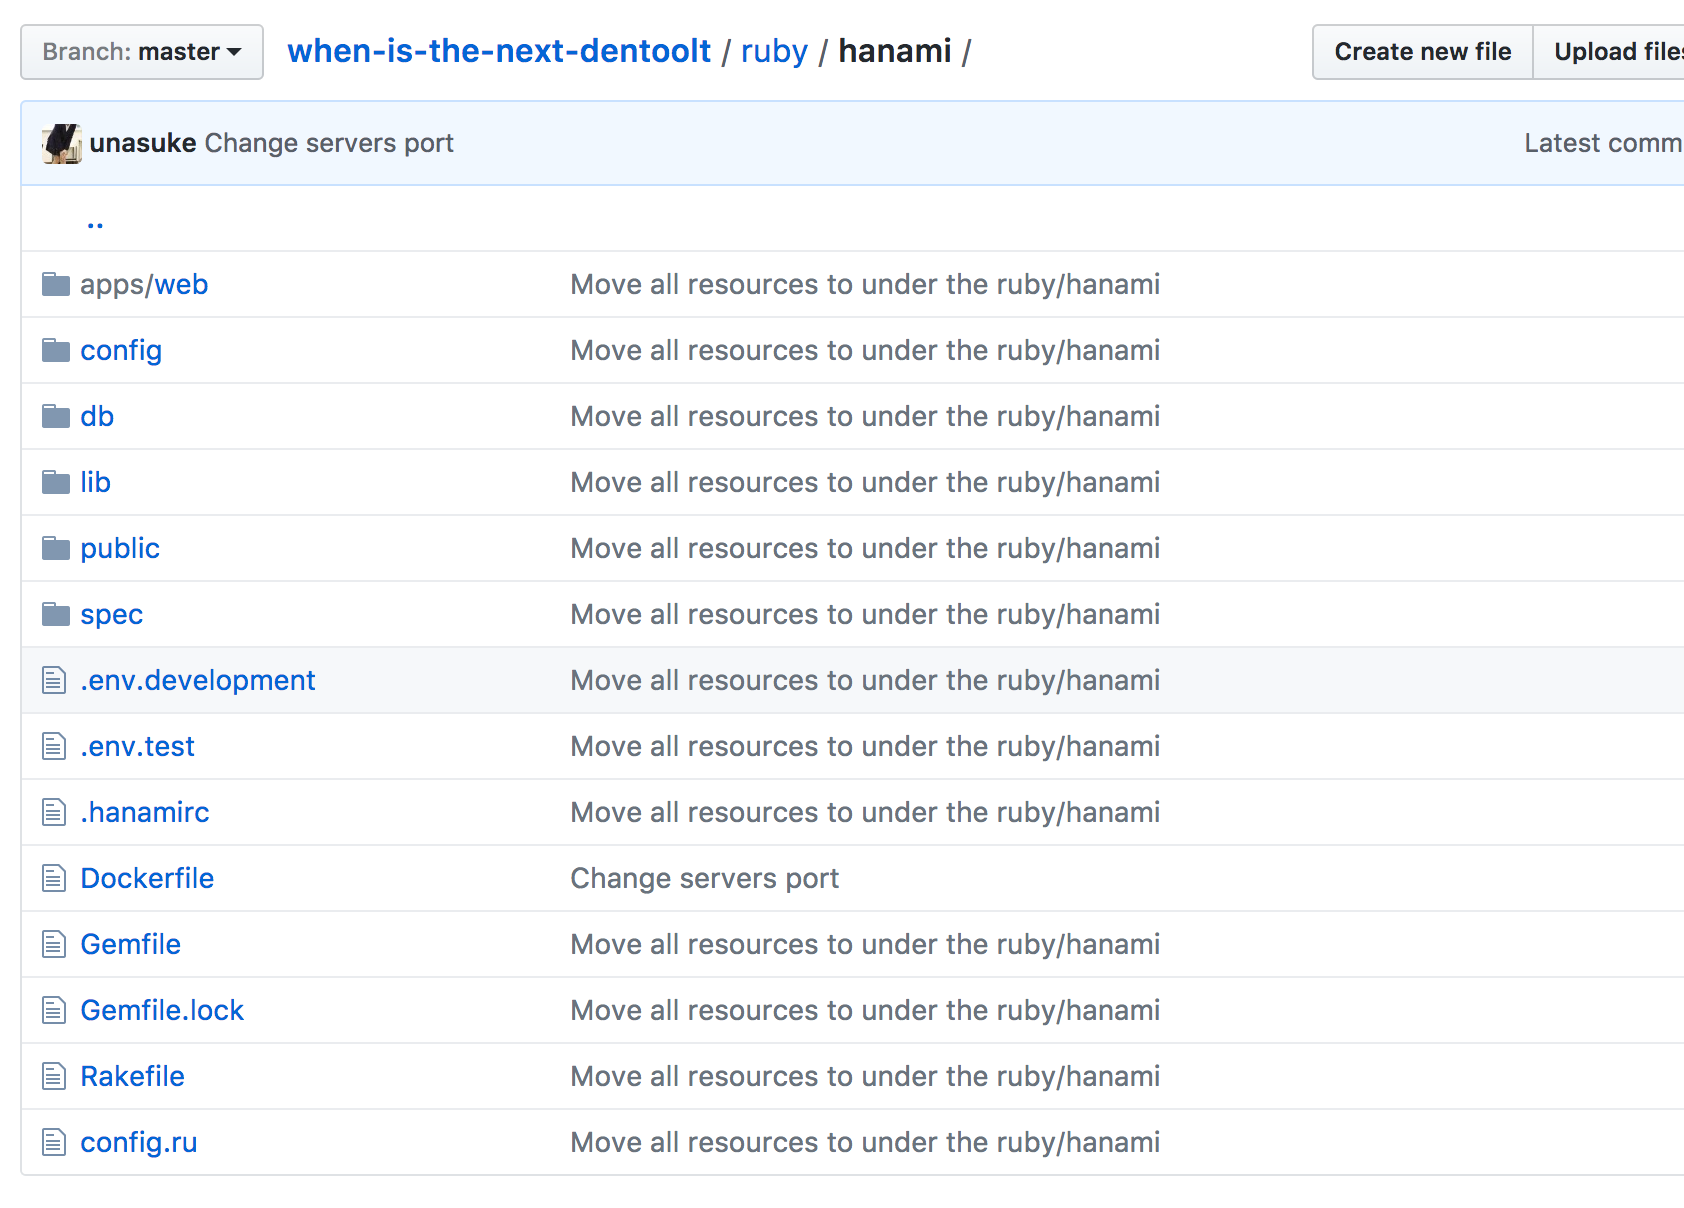 Branch: master when-is-the-next-dentoolt / ruby / hanami / Create new file Upload files
unasuke Change servers port Latest comm
..
apps/web Move all resources to under the ruby/hanami
config Move all resources to under the ruby/hanami
db Move all resources to under the ruby/hanami
lib Move all resources to under the ruby/hanami
public Move all resources to under the ruby/hanami
spec Move all resources to under the ruby/hanami
.env.development Move all resources to under the ruby/hanami
.env.test Move all resources to under the ruby/hanami
.hanamirc Move all resources to under the ruby/hanami
Dockerfile Change servers port
Gemfile Move all resources to under the ruby/hanami
Gemfile.lock Move all resources to under the ruby/hanami
Rakefile Move all resources to under the ruby/hanami
config.ru Move all resources to under the ruby/hanami